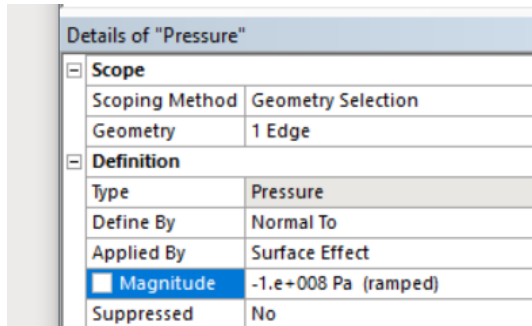 Details of "Pressure"
Scope
Scoping Method Geometry Selection
Geometry 1 Edge
Definition
Type Pressure
Define By Normal To
Applied By Surface Effect
Magnitude -1.e+008 Pa (ramped)
Suppressed No